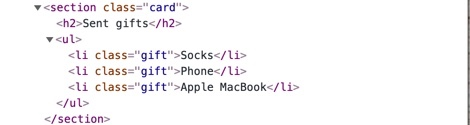 ▼<section class="card">
<h2>Sent gifts</h2>
▼<ul>
<li class="gift">Socks</li>
<li class="gift">Phone</li>
<li class="gift">Apple MacBook</li>
</ul>
</section>